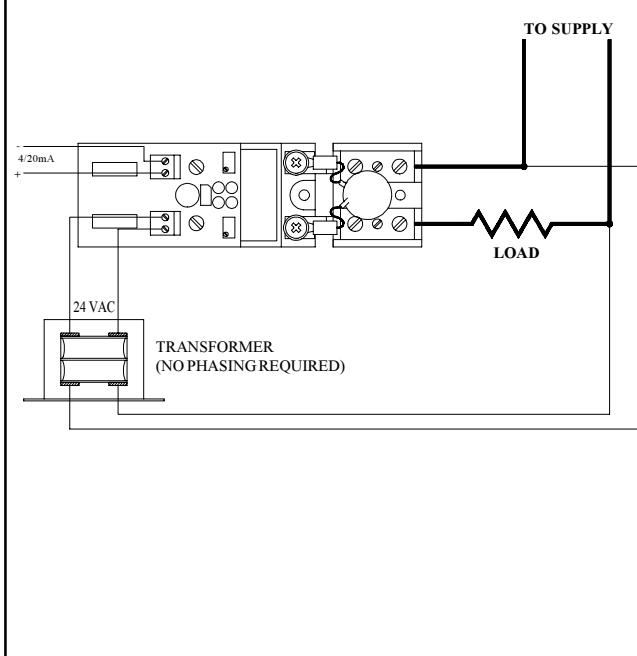 TO SUPPLY
-
4/20mA
+
LOAD
24 VAC
TRANSFORMER
(NO PHASING REQUIRED)